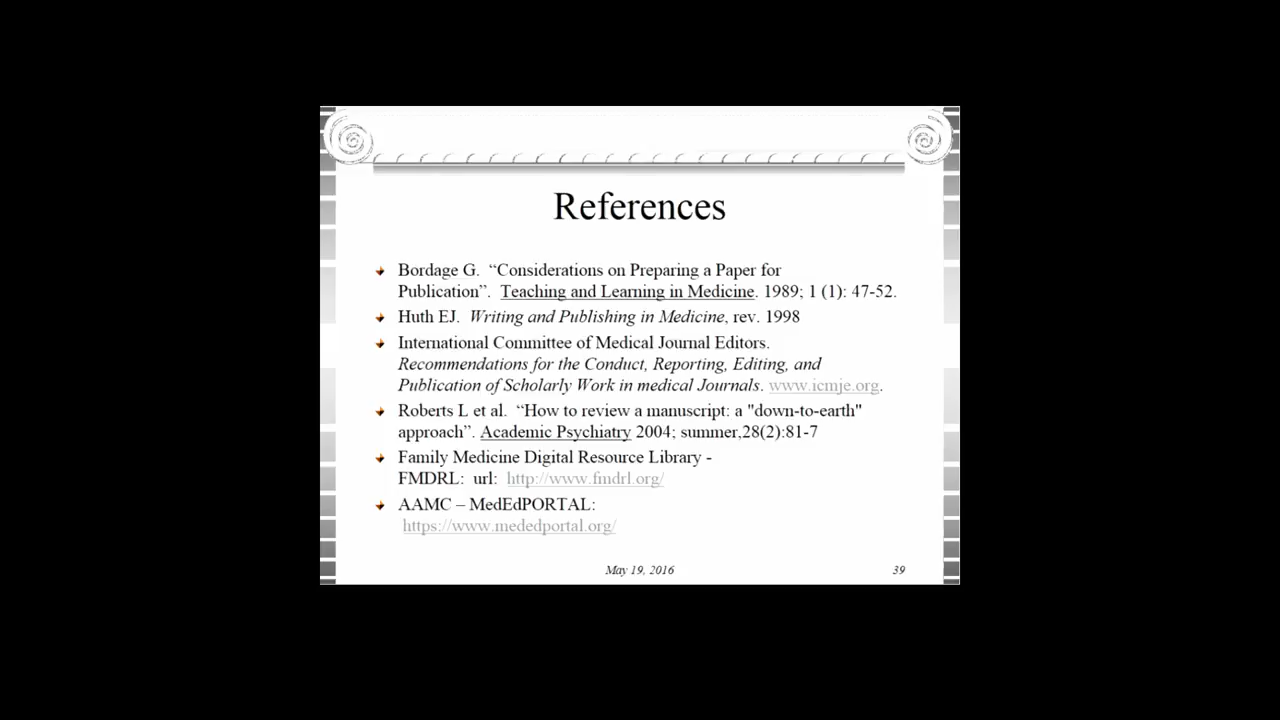 References
Bordage G.  “Considerations on Preparing a Paper for
Publication”.  Teaching and Learning in Medicine. 1989; 1 (1): 47-52.
Huth EJ.  Writing and Publishing in Medicine, rev. 1998
International Committee of Medical Journal Editors.
Recommendations for the Conduct, Reporting, Editing, and
Publication of Scholarly Work in medical Journals. www.icmje.org.
Roberts L et al.  “How to review a manuscript: a "down-to-earth"
approach”. Academic Psychiatry 2004; summer,28(2):81-7
Family Medicine Digital Resource Library -
FMDRL:  url:  http://www.fmdrl.org/
AAMC – MedEdPORTAL:
https://www.mededportal.org/
May 19, 2016
39